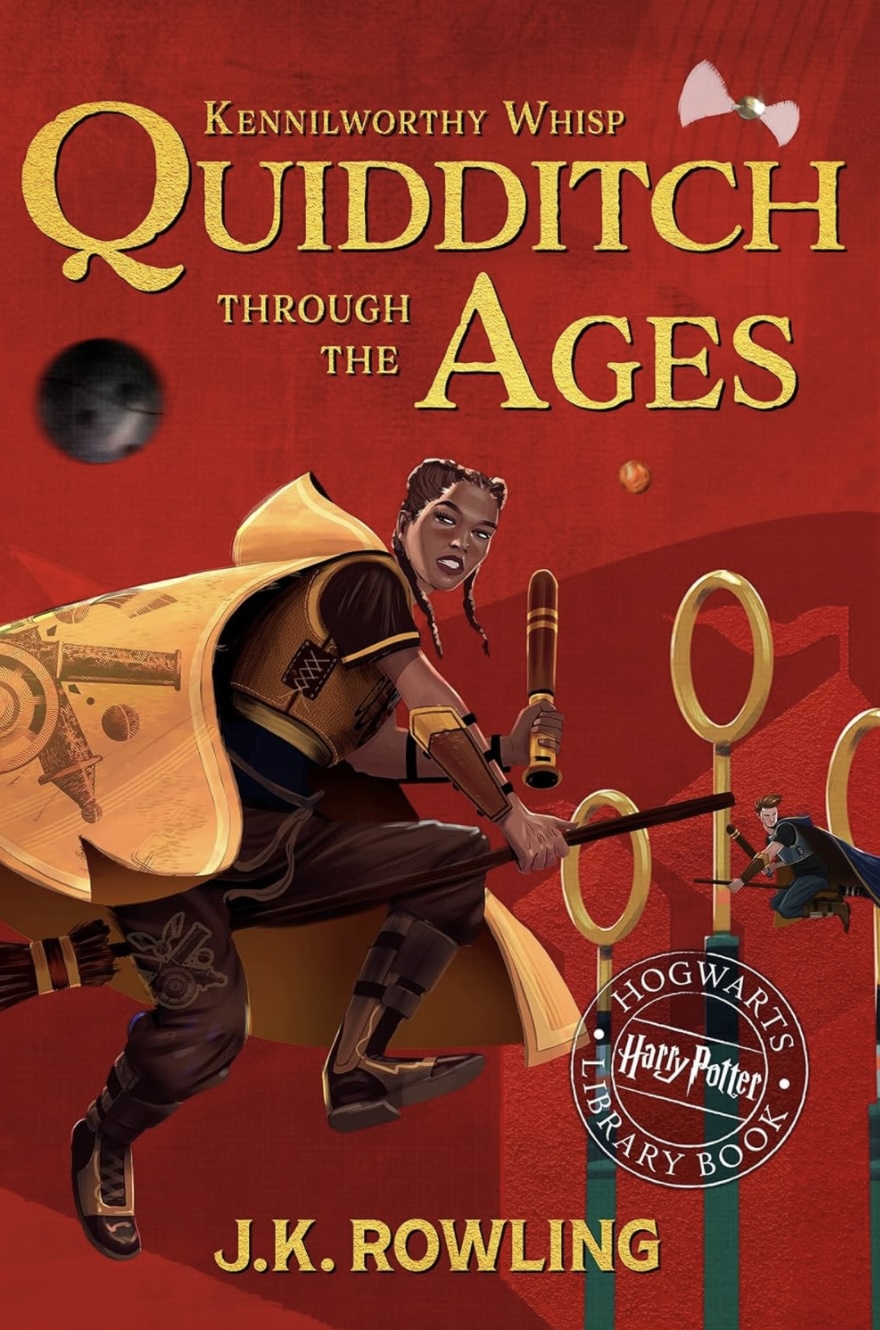 KENNILWORTHY WHISP
QUIDDITCH
THROUGH
THE AGES
HOGWARTS
Harry Potter
LIBRARY BOOK
J.K. ROWLING